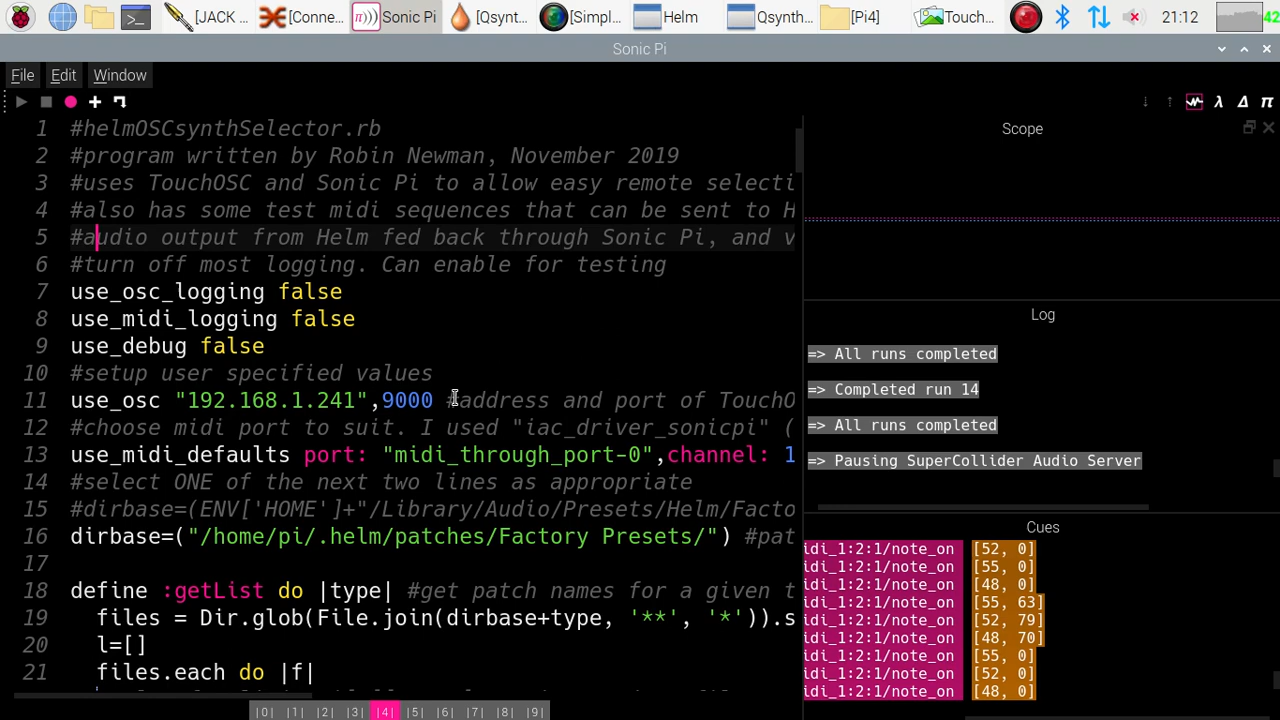 [JACK
[Conne...
Sonic Pi
[Qsynt...
[Simpl...
Helm
Qsynth...
[Pi4]
Touch...
21:12
42
Sonic Pi
File Edit Window
1 #helmOSCsynthSelector.rb
2 #program written by Robin Newman, November 2019
3 #uses TouchOSC and Sonic Pi to allow easy remote selecti
4 #also has some test midi sequences that can be sent to H
5 #audio output from Helm fed back through Sonic Pi, and v
6 #turn off most logging. Can enable for testing
7 use_osc_logging false
8 use_midi_logging false
9 use_debug false
10 #setup user specified values
11 use_osc "192.168.1.241",9000 #address and port of TouchO
12 #choose midi port to suit. I used "iac_driver_sonicpi" (
13 use_midi_defaults port: "midi_through_port-0",channel: 1
14 #select ONE of the next two lines as appropriate
15 #dirbase=(ENV['HOME']+"/Library/Audio/Presets/Helm/Facto
16 dirbase=("/home/pi/.helm/patches/Factory Presets/") #pat
17
18 define :getList do |type| #get patch names for a given t
19 files = Dir.glob(File.join(dirbase+type, '**', '*')).s
20 l=[]
21 files.each do |f|
|0| |1| |2| |3| |4| |5| |6| |7| |8| |9|
Scope
Log
=> All runs completed
=> Completed run 14
=> All runs completed
=> Pausing SuperCollider Audio Server
Cues
idi_1:2:1/note_on [52, 0]
idi_1:2:1/note_on [55, 0]
idi_1:2:1/note_on [48, 0]
idi_1:2:1/note_on [55, 63]
idi_1:2:1/note_on [52, 79]
idi_1:2:1/note_on [48, 70]
idi_1:2:1/note_on [55, 0]
idi_1:2:1/note_on [52, 0]
idi_1:2:1/note_on [48, 0]